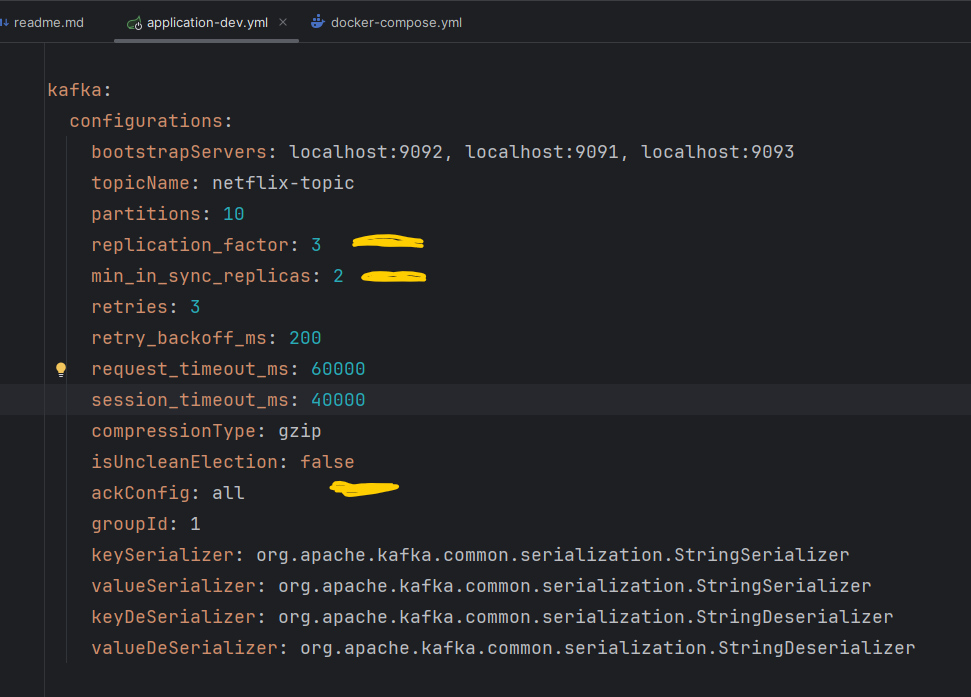 readme.md application-dev.yml docker-compose.yml
kafka:
configurations:
bootstrapServers: localhost:9092, localhost:9091, localhost:9093
topicName: netflix-topic
partitions: 10
replication_factor: 3
min_in_sync_replicas: 2
retries: 3
retry_backoff_ms: 200
request_timeout_ms: 60000
session_timeout_ms: 40000
compressionType: gzip
isUncleanElection: false
ackConfig: all
groupId: 1
keySerializer: org.apache.kafka.common.serialization.StringSerializer
valueSerializer: org.apache.kafka.common.serialization.StringSerializer
keyDeSerializer: org.apache.kafka.common.serialization.StringDeserializer
valueDeSerializer: org.apache.kafka.common.serialization.StringDeserializer